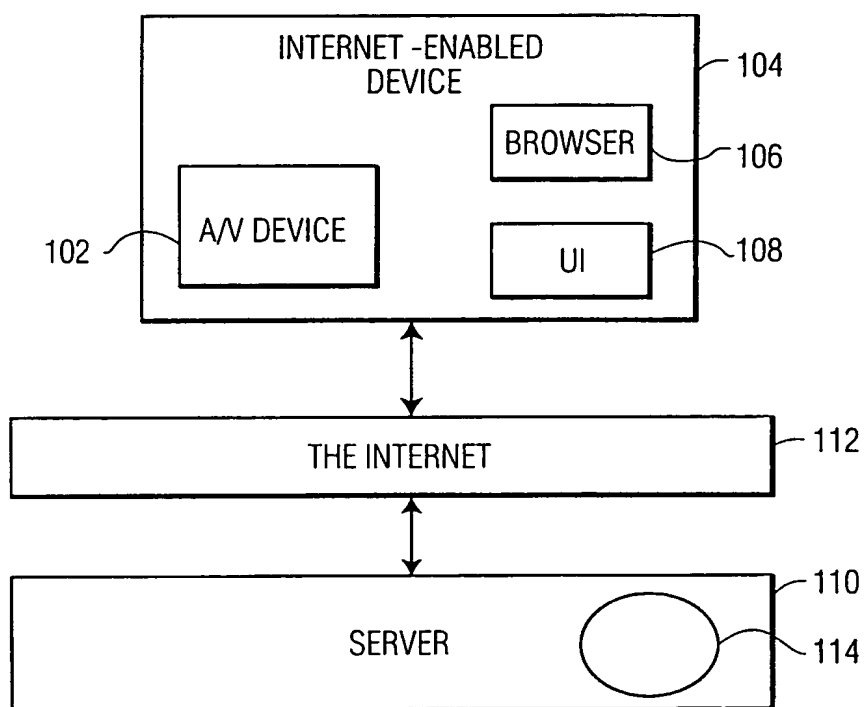 INTERNET -ENABLED
DEVICE
104
BROWSER
106
A/V DEVICE
102
UI
108
THE INTERNET
112
110
SERVER
114